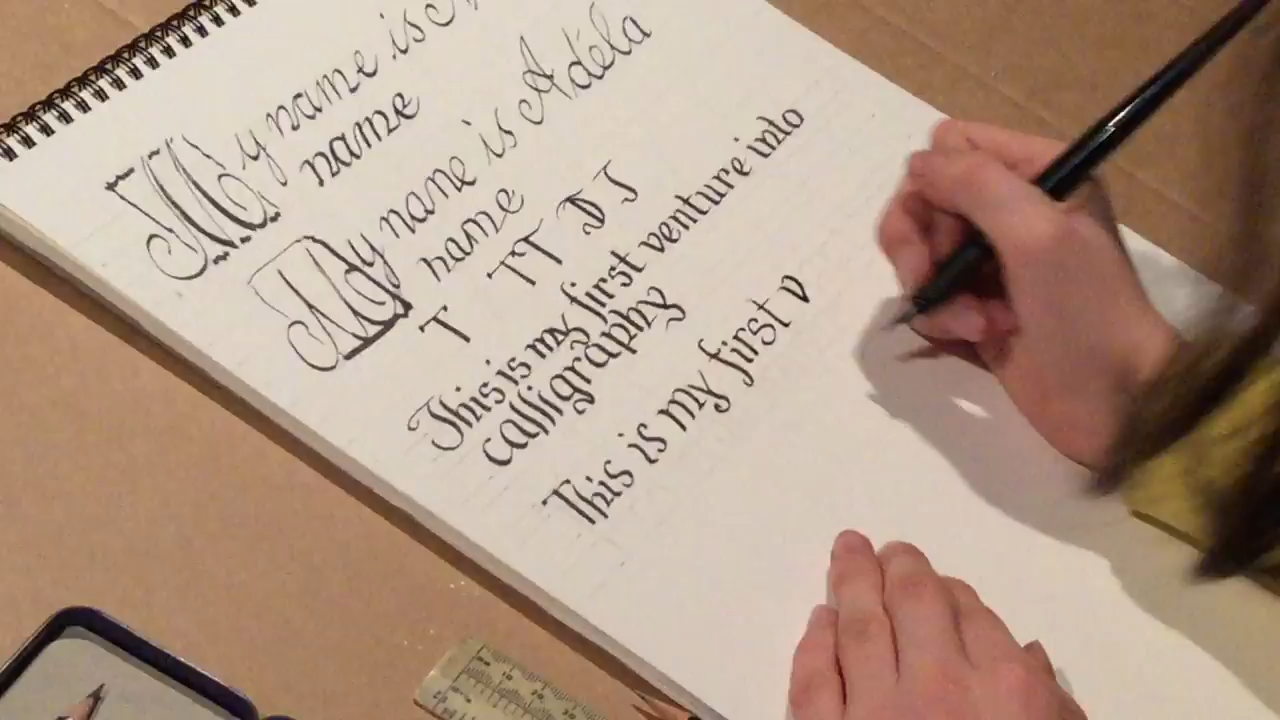 My name is
name
My name is Adéla
name
T TT D J
This is my first venture into
calligraphy
This is my first v